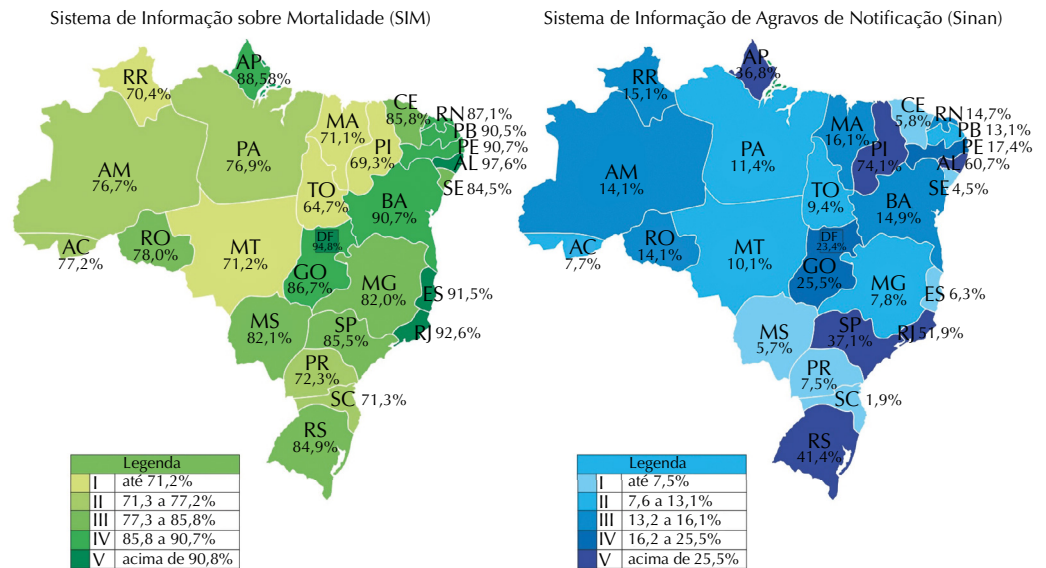 Sistema de Informação sobre Mortalidade (SIM)
RR
70,4%
AP
88,58%
AM
76,7%
PA
76,9%
MA
71,1%
PI
69,3%
CE
85,8%
RN 87,1%
PB 90,5%
PE 90,7%
AL 97,6%
SE 84,5%
TO
64,7%
BA
90,7%
AC
77,2%
RO
78,0%
MT
71,2%
DF
94,8%
GO
86,7%
MG
82,0%
ES 91,5%
MS
82,1%
SP
85,5%
RJ 92,6%
PR
72,3%
SC 71,3%
RS
84,9%
Legenda
I até 71,2%
II 71,3 a 77,2%
III 77,3 a 85,8%
IV 85,8 a 90,7%
V acima de 90,8%
Sistema de Informação de Agravos de Notificação (Sinan)
RR
15,1%
AP
36,8%
AM
14,1%
PA
11,4%
MA
16,1%
PI
74,1%
CE
5,8%
RN 14,7%
PB 13,1%
PE 17,4%
AL 60,7%
SE 4,5%
TO
9,4%
BA
14,9%
AC
7,7%
RO
14,1%
MT
10,1%
DF
23,4%
GO
25,5%
MG
7,8%
ES 6,3%
MS
5,7%
SP
37,1%
RJ 51,9%
PR
7,5%
SC 1,9%
RS
41,4%
Legenda
I até 7,5%
II 7,6 a 13,1%
III 13,2 a 16,1%
IV 16,2 a 25,5%
V acima de 25,5%